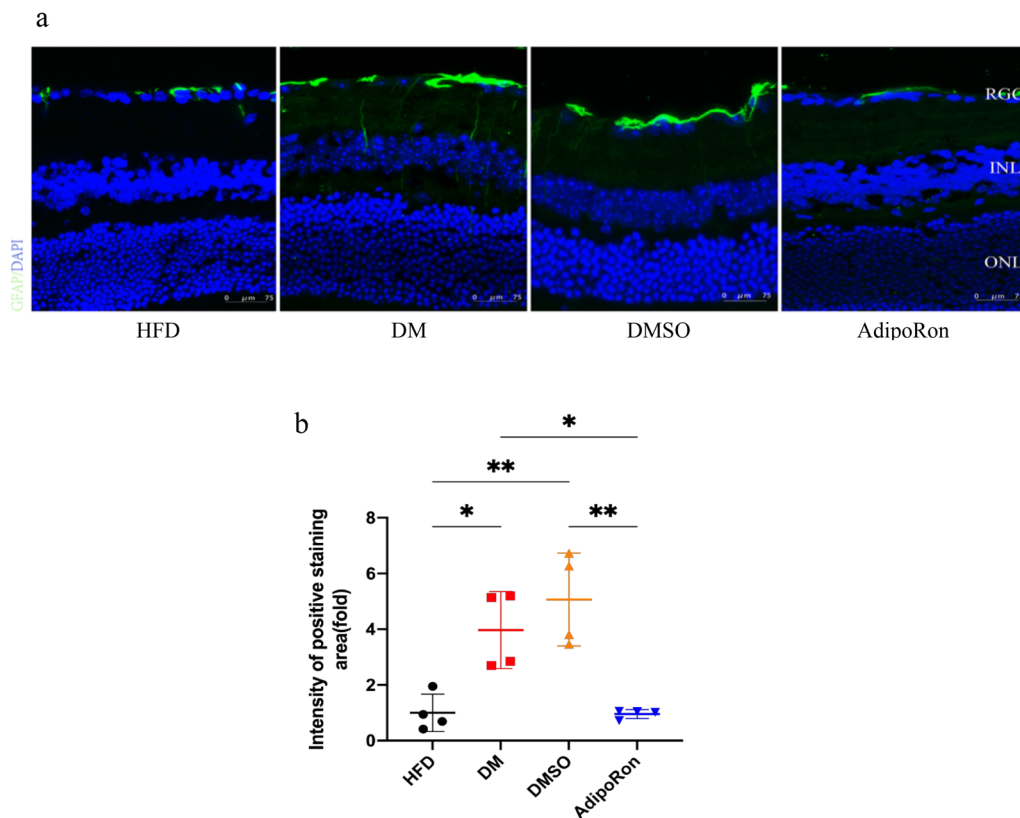 a
RGC
INL
ONL
GFAP/DAPI
0 μm 75
0 μm 75
0 μm 75
0 μm 75
HFD
DM
DMSO
AdipoRon
b
*
**
*
**
Intensity of positive staining
area(fold)
8
6
4
2
0
HFD
DM
DMSO
AdipoRon